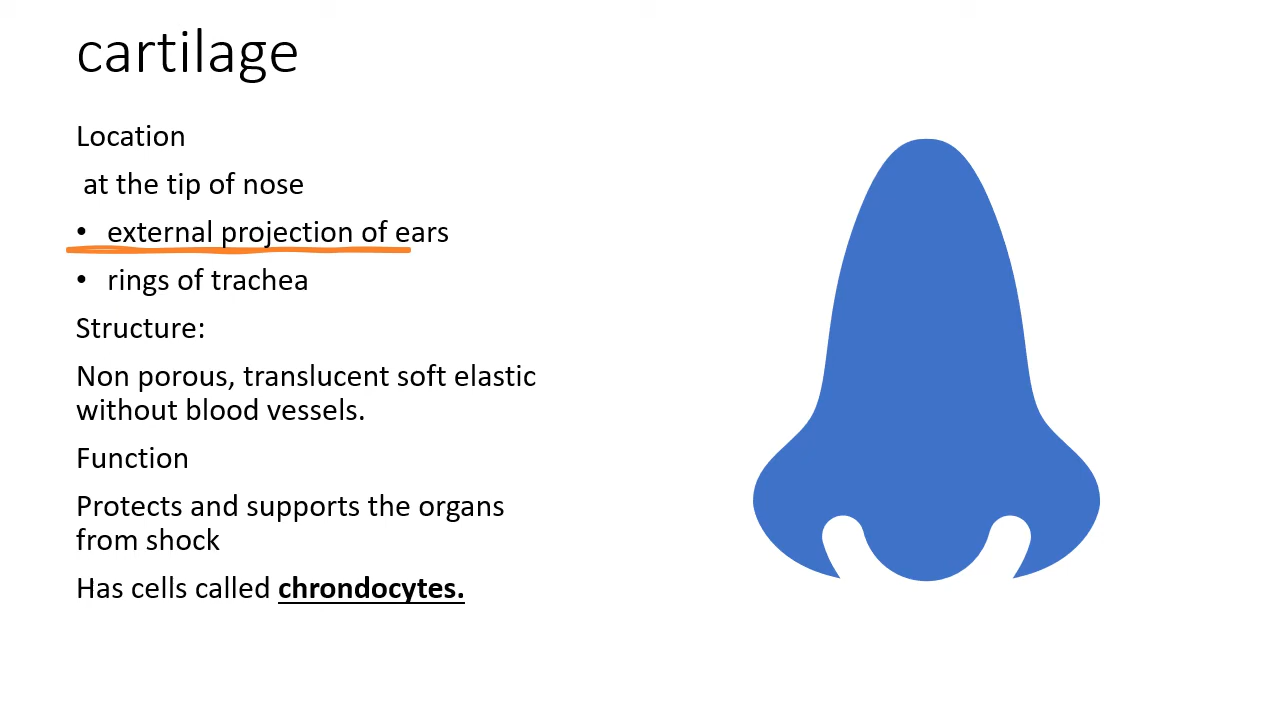 cartilage
Location
at the tip of nose
• external projection of ears
• rings of trachea
Structure:
Non porous, translucent soft elastic
without blood vessels.
Function
Protects and supports the organs
from shock
Has cells called chrondocytes.